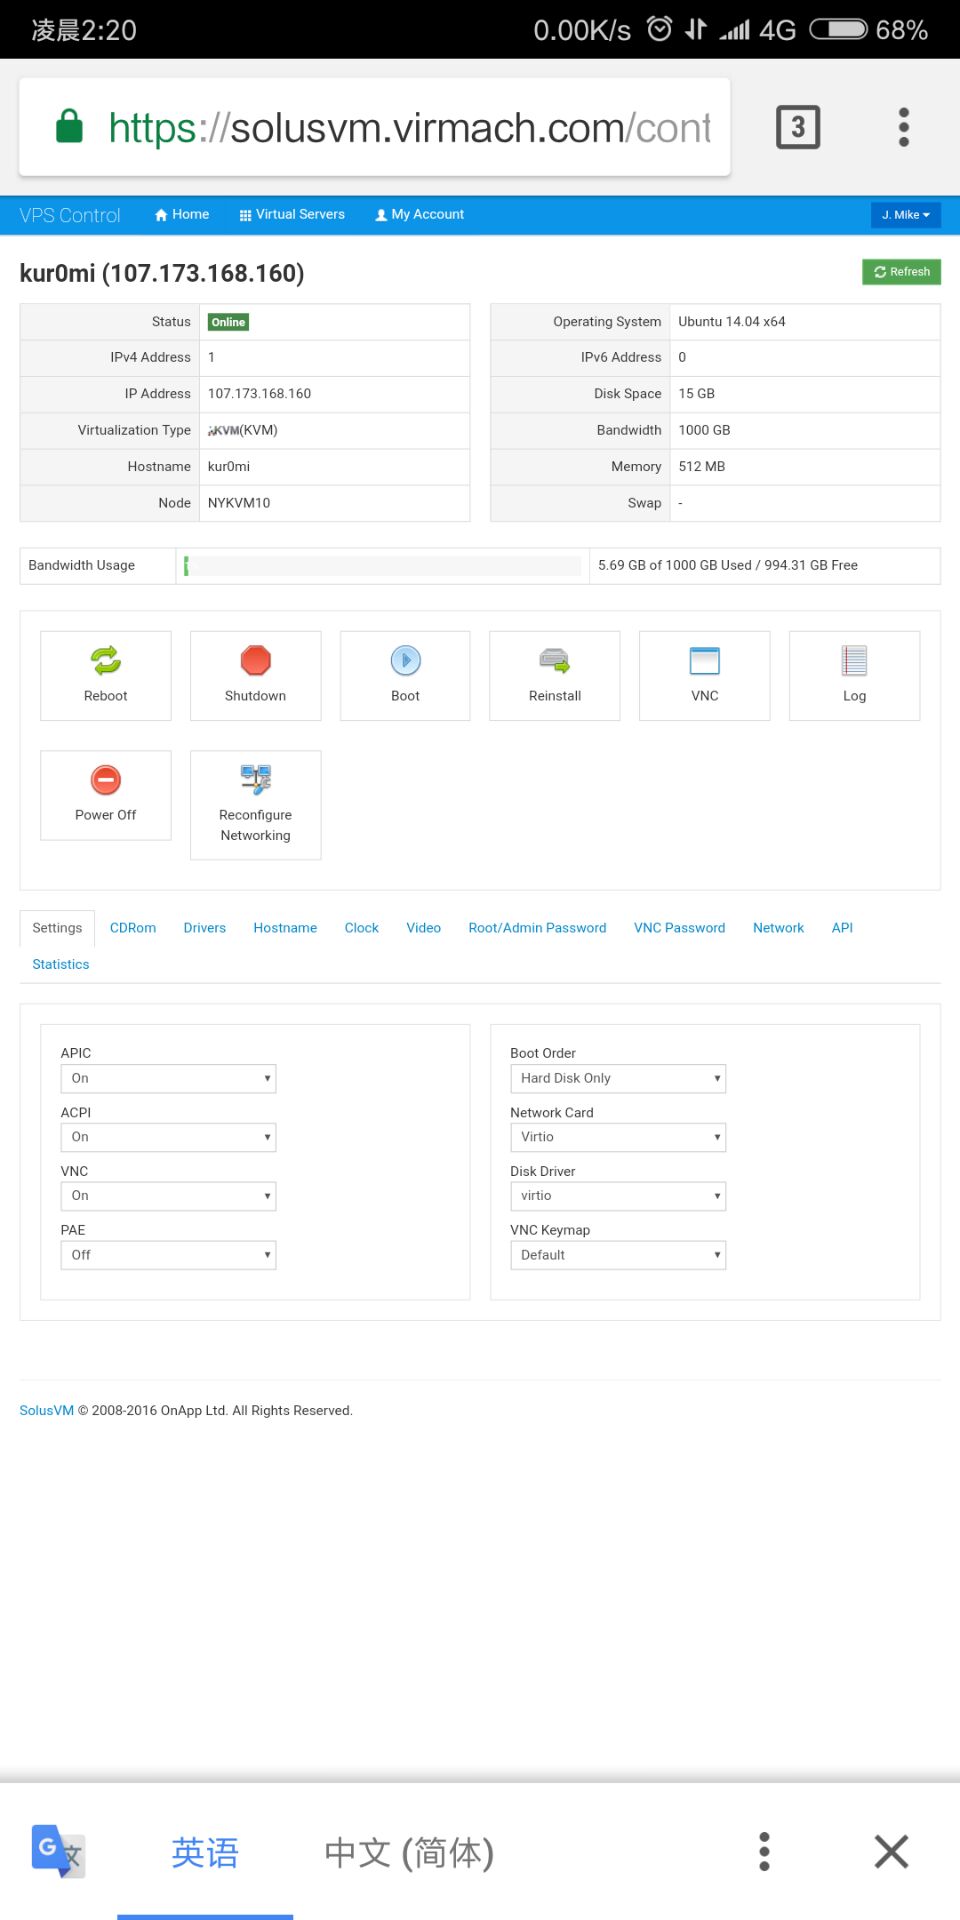 凌晨2:20 0.00K/s 4G 68%
https://solusvm.virmach.com/cont 3
VPS Control Home Virtual Servers My Account J. Mike
kur0mi (107.173.168.160) Refresh
Status Online Operating System Ubuntu 14.04 x64
IPv4 Address 1 IPv6 Address 0
IP Address 107.173.168.160 Disk Space 15 GB
Virtualization Type KVM(KVM) Bandwidth 1000 GB
Hostname kur0mi Memory 512 MB
Node NYKVM10 Swap -
Bandwidth Usage 5.69 GB of 1000 GB Used / 994.31 GB Free
Reboot Shutdown Boot Reinstall VNC Log
Power Off Reconfigure
Networking
Settings CDRom Drivers Hostname Clock Video Root/Admin Password VNC Password Network API
Statistics
APIC Boot Order
On Hard Disk Only
ACPI Network Card
On Virtio
VNC Disk Driver
On virtio
PAE VNC Keymap
Off Default
SolusVM © 2008-2016 OnApp Ltd. All Rights Reserved.
G 文 英语 中文 (简体)